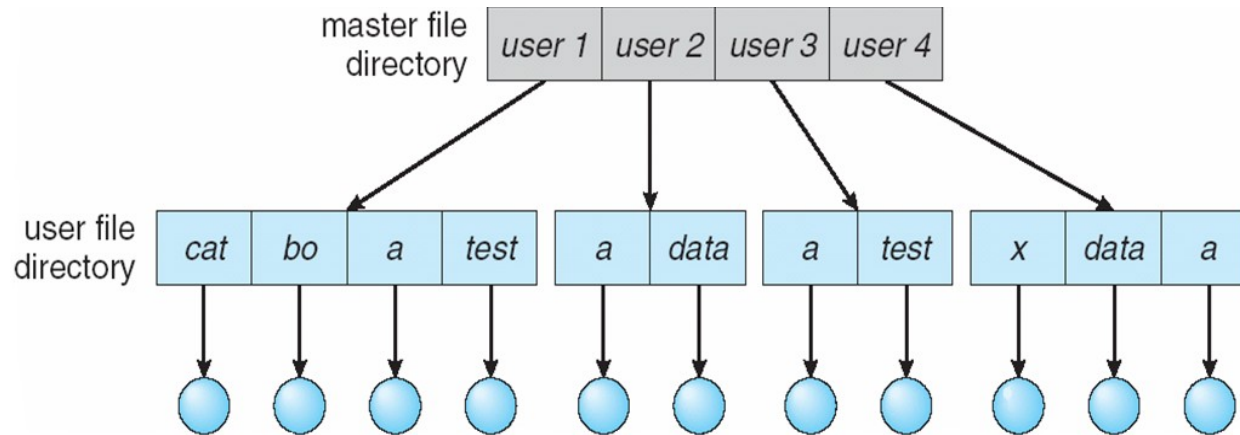 master file
directory
user 1 user 2 user 3 user 4
user file
directory
cat bo a test a data a test x data a